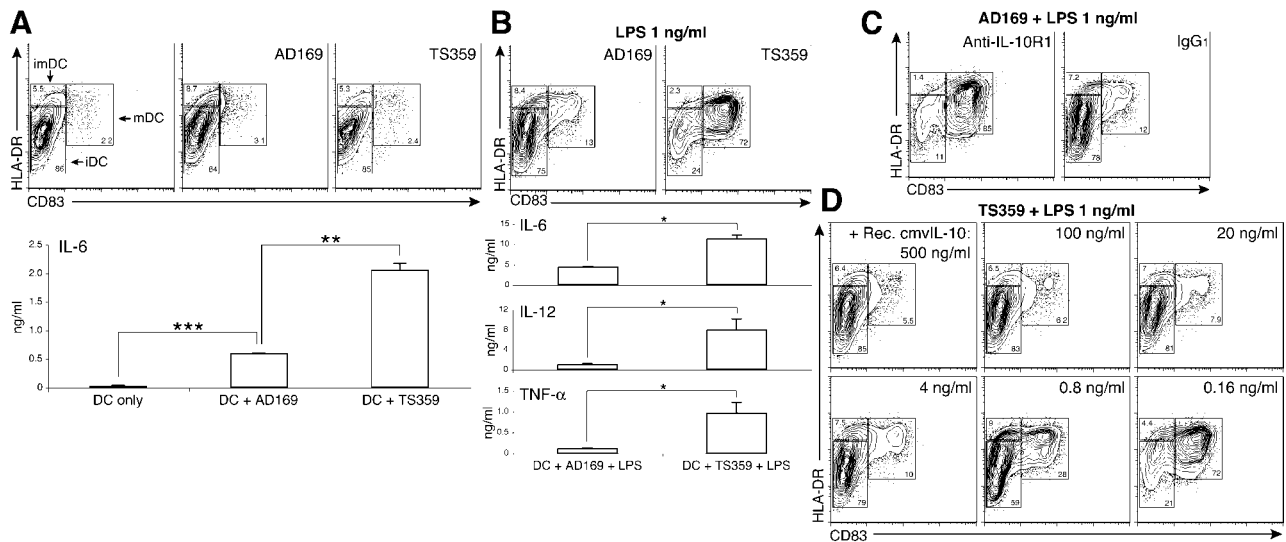 A
imDC
AD169
TS359
5.5
8.7
5.3
mDC
2.2
3.1
2.4
iDC
86
84
85
HLA-DR
CD83
IL-6
2.5
2.0
1.5
1.0
0.5
0
ng/ml
***
**
DC only
DC + AD169
DC + TS359
B
LPS 1 ng/ml
AD169
TS359
8.4
2.3
13
72
75
24
HLA-DR
CD83
IL-6
15
10
5
0
ng/ml
*
IL-12
12
8
4
0
ng/ml
*
TNF-α
1.5
1.0
0.5
0
ng/ml
*
DC + AD169 + LPS
DC + TS359 + LPS
C
AD169 + LPS 1 ng/ml
Anti-IL-10R1
IgG1
1.4
7.2
85
12
11
78
HLA-DR
CD83
D
TS359 + LPS 1 ng/ml
+ Rec. cmvIL-10:
500 ng/ml
100 ng/ml
20 ng/ml
6.4
6.5
7
5.5
6.2
7.9
85
83
81
4 ng/ml
0.8 ng/ml
0.16 ng/ml
7.5
9
4.4
10
28
72
79
59
21
HLA-DR
CD83